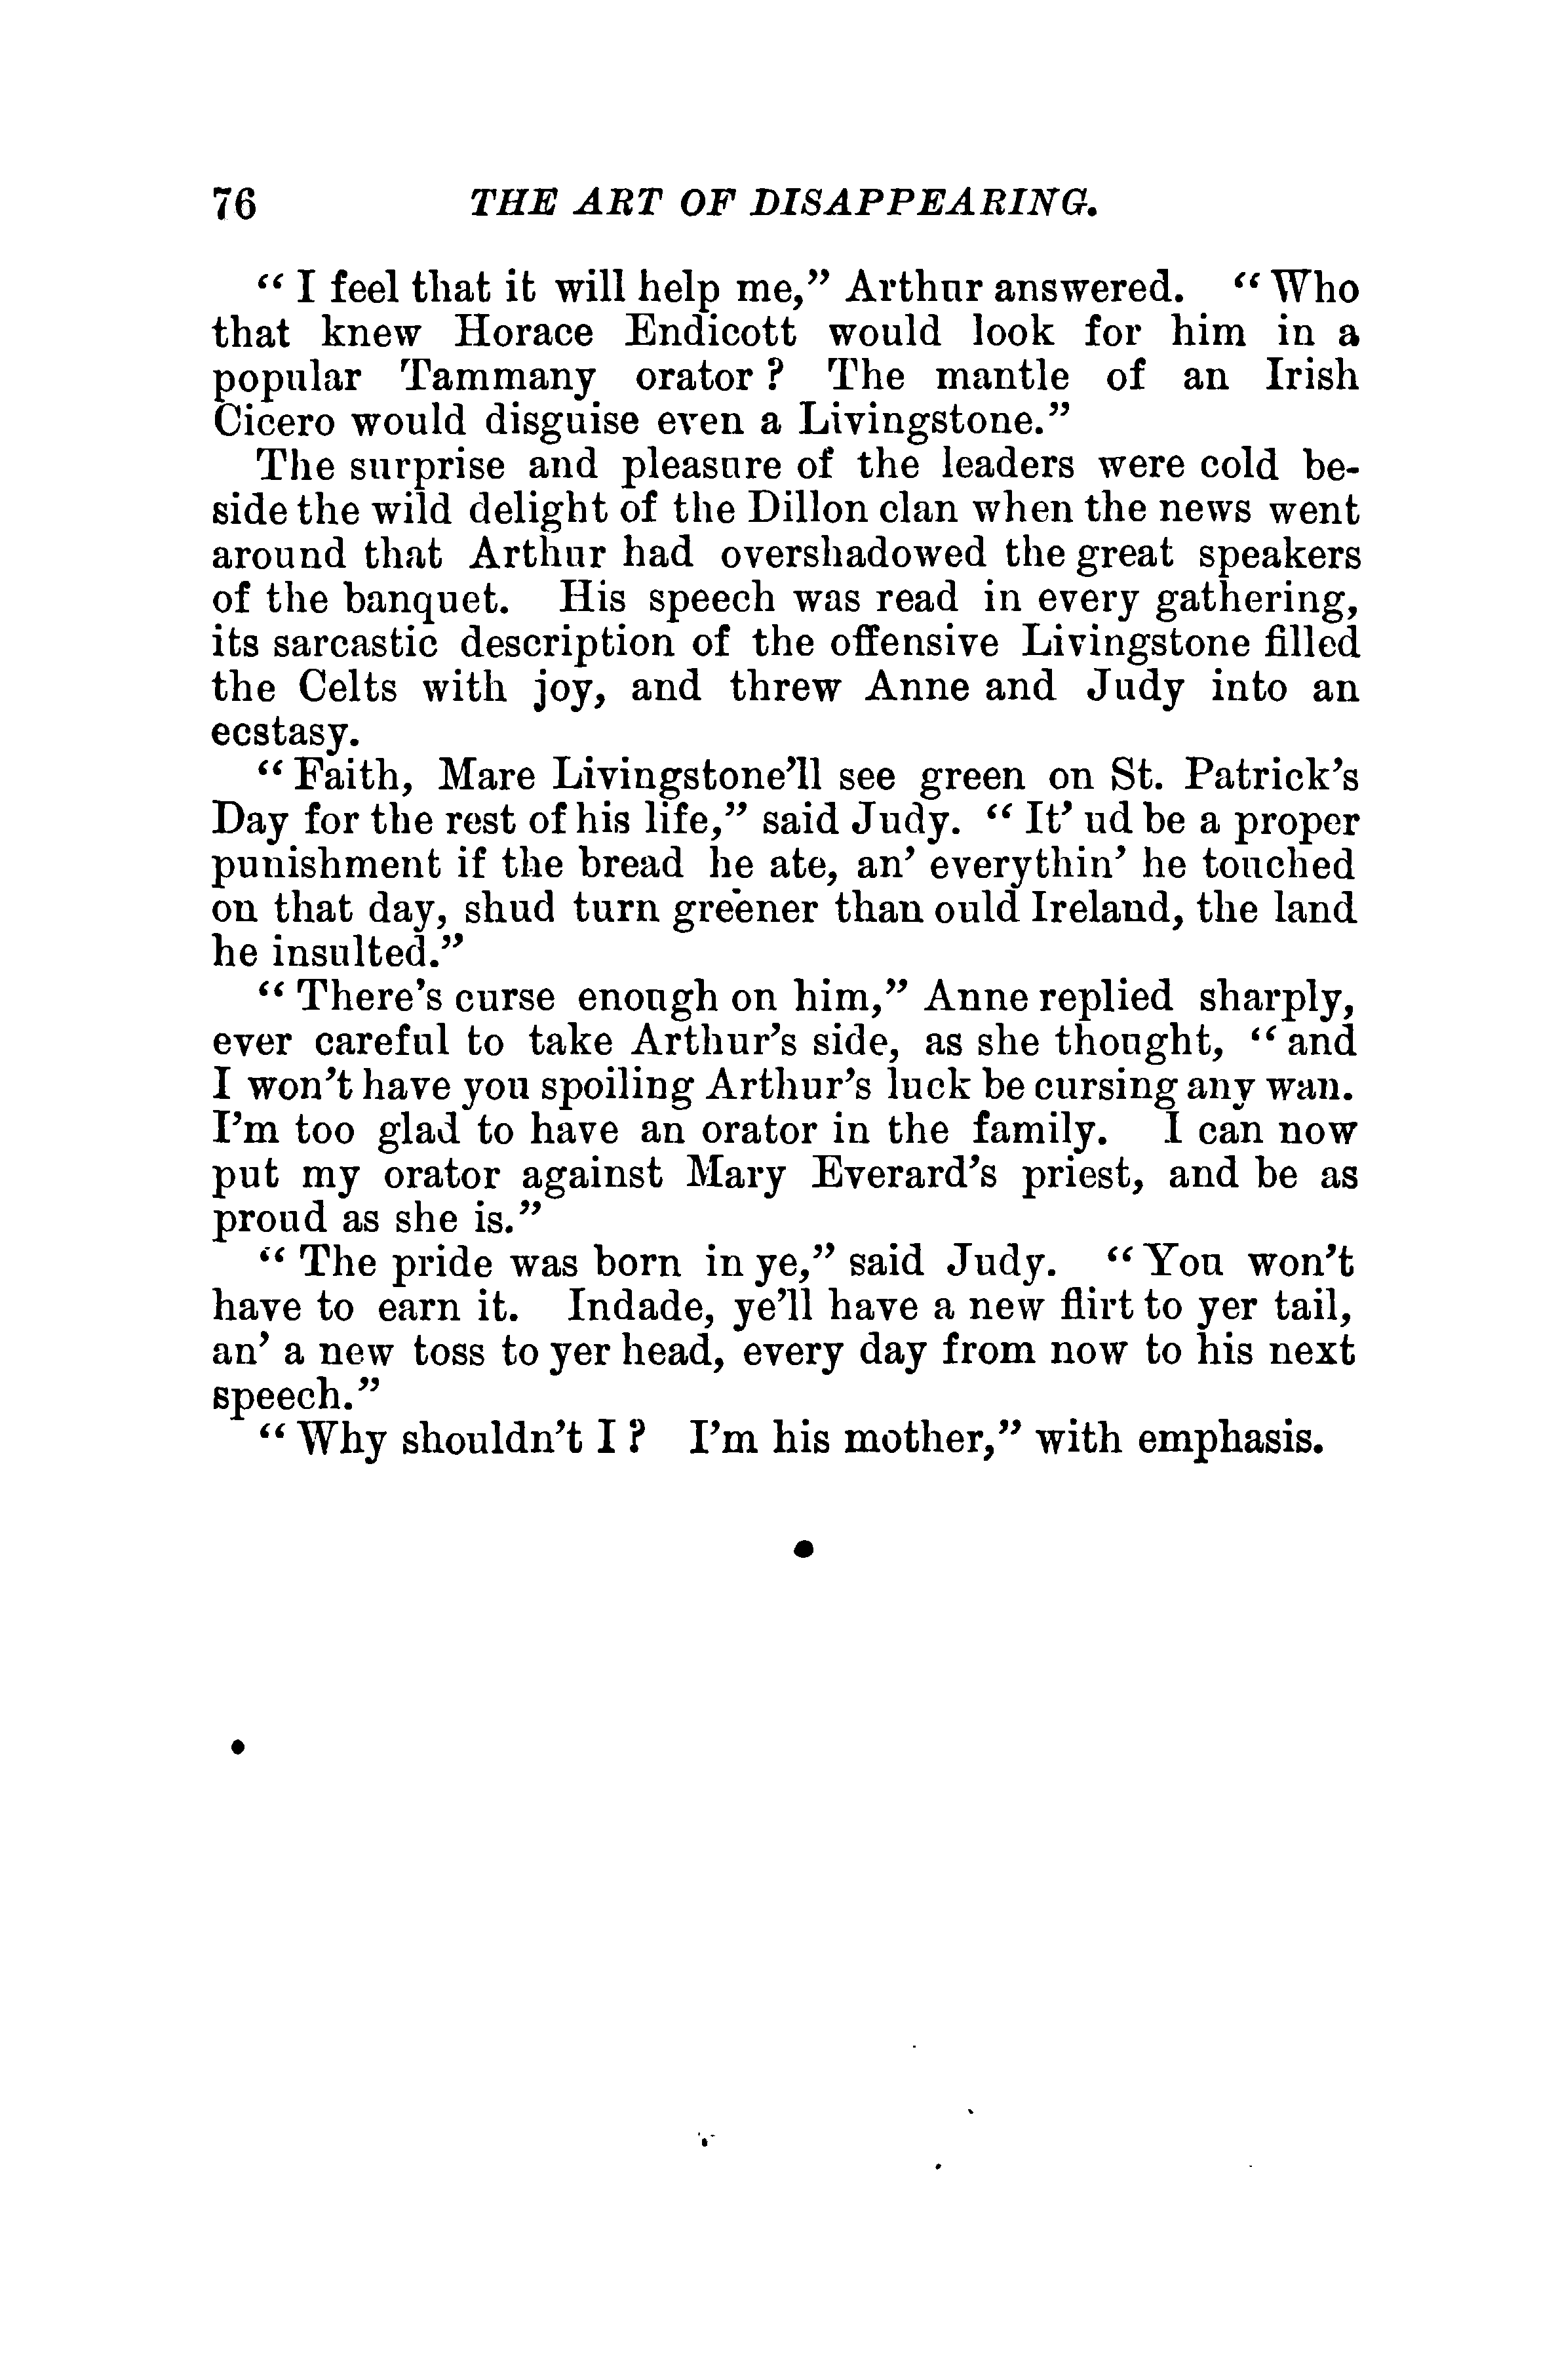 76 THE ART OF DISAPPEARING.
“I feel that it will help me,” Arthur answered. “Who
that knew Horace Endicott would look for him in a
popular Tammany orator? The mantle of an Irish
Cicero would disguise even a Livingstone.”
The surprise and pleasure of the leaders were cold be-
side the wild delight of the Dillon clan when the news went
around that Arthur had overshadowed the great speakers
of the banquet. His speech was read in every gathering,
its sarcastic description of the offensive Livingstone filled
the Celts with joy, and threw Anne and Judy into an
ecstasy.
“Faith, Mare Livingstone’ll see green on St. Patrick’s
Day for the rest of his life,” said Judy. “It’ ud be a proper
punishment if the bread he ate, an’ everythin’ he touched
on that day, shud turn greener than ould Ireland, the land
he insulted.”
“There’s curse enough on him,” Anne replied sharply,
ever careful to take Arthur’s side, as she thought, “and
I won’t have you spoiling Arthur’s luck be cursing any wan.
I’m too glad to have an orator in the family. I can now
put my orator against Mary Everard’s priest, and be as
proud as she is.”
“The pride was born in ye,” said Judy. “You won’t
have to earn it. Indade, ye’ll have a new flirt to yer tail,
an’ a new toss to yer head, every day from now to his next
speech.”
“Why shouldn’t I? I’m his mother,” with emphasis.